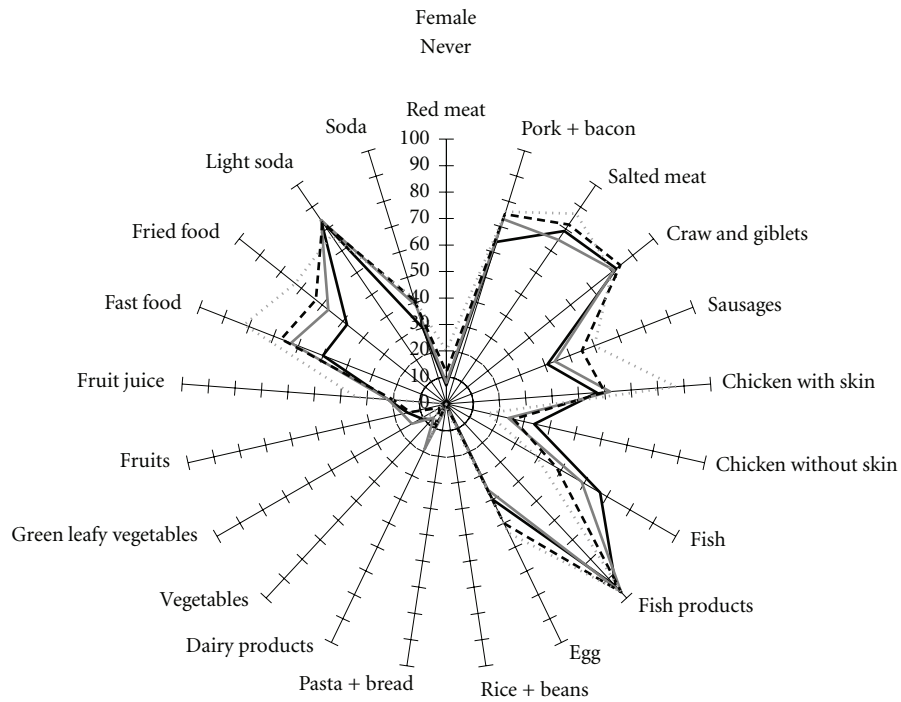 Female
Never
Red meat
Pork + bacon
Soda
Salted meat
Light soda
Craw and giblets
Fried food
Sausages
Fast food
Chicken with skin
Fruit juice
Chicken without skin
Fruits
Fish
Green leafy vegetables
Fish products
Vegetables
Egg
Dairy products
Rice + beans
Pasta + bread
100
90
80
70
60
50
40
30
20
10
0